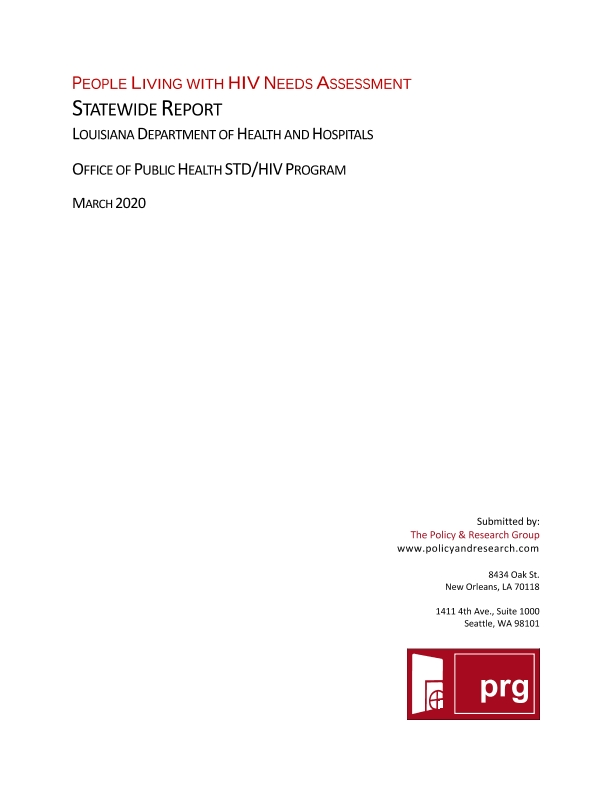 PEOPLE LIVING WITH HIV NEEDS ASSESSMENT
STATEWIDE REPORT
LOUISIANA DEPARTMENT OF HEALTH AND HOSPITALS
OFFICE OF PUBLIC HEALTH STD/HIV PROGRAM
MARCH 2020
Submitted by:
The Policy & Research Group
www.policyandresearch.com
8434 Oak St.
New Orleans, LA 70118
1411 4th Ave., Suite 1000
Seattle, WA 98101
prg